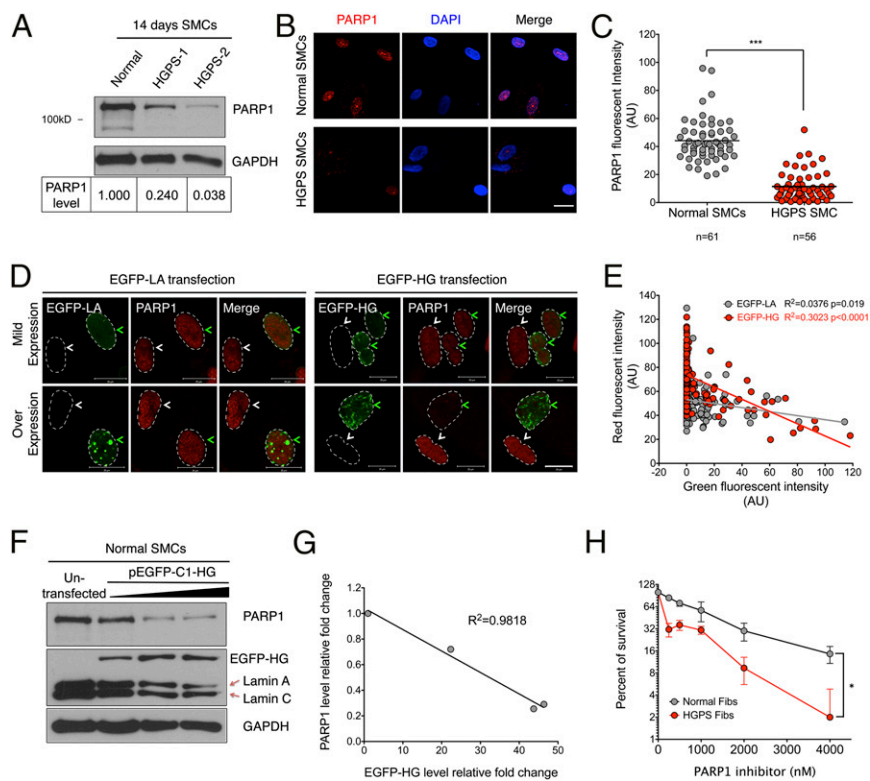 A
14 days SMCs
Normal HGPS-1 HGPS-2
PARP1
100kD –
GAPDH
PARP1 level 1.000 0.240 0.038
B
PARP1 DAPI Merge
Normal SMCs
HGPS SMCs
C
***
PARP1 fluorescent Intensity (AU)
120
100
80
60
40
20
0
Normal SMCs HGPS SMC
n=61 n=56
D
EGFP-LA transfection EGFP-HG transfection
EGFP-LA PARP1 Merge EGFP-HG PARP1 Merge
Mild Expression
Over Expression
E
EGFP-LA R²=0.0376 p=0.019
EGFP-HG R²=0.3023 p<0.0001
Red fluorescent intensity (AU)
140
120
100
80
60
40
20
0
-20 0 20 40 60 80 100 120
Green fluorescent intensity (AU)
F
Normal SMCs
Un-transfected pEGFP-C1-HG
PARP1
EGFP-HG
Lamin A
Lamin C
GAPDH
G
PARP1 level relative fold change
1.2
1.0
0.8
0.6
0.4
0.2
0.0
R²=0.9818
0 10 20 30 40 50
EGFP-HG level relative fold change
H
Percent of survival
128
64
32
16
8
4
2
1
*
Normal Fibs
HGPS Fibs
0 1000 2000 3000 4000
PARP1 inhibitor (nM)